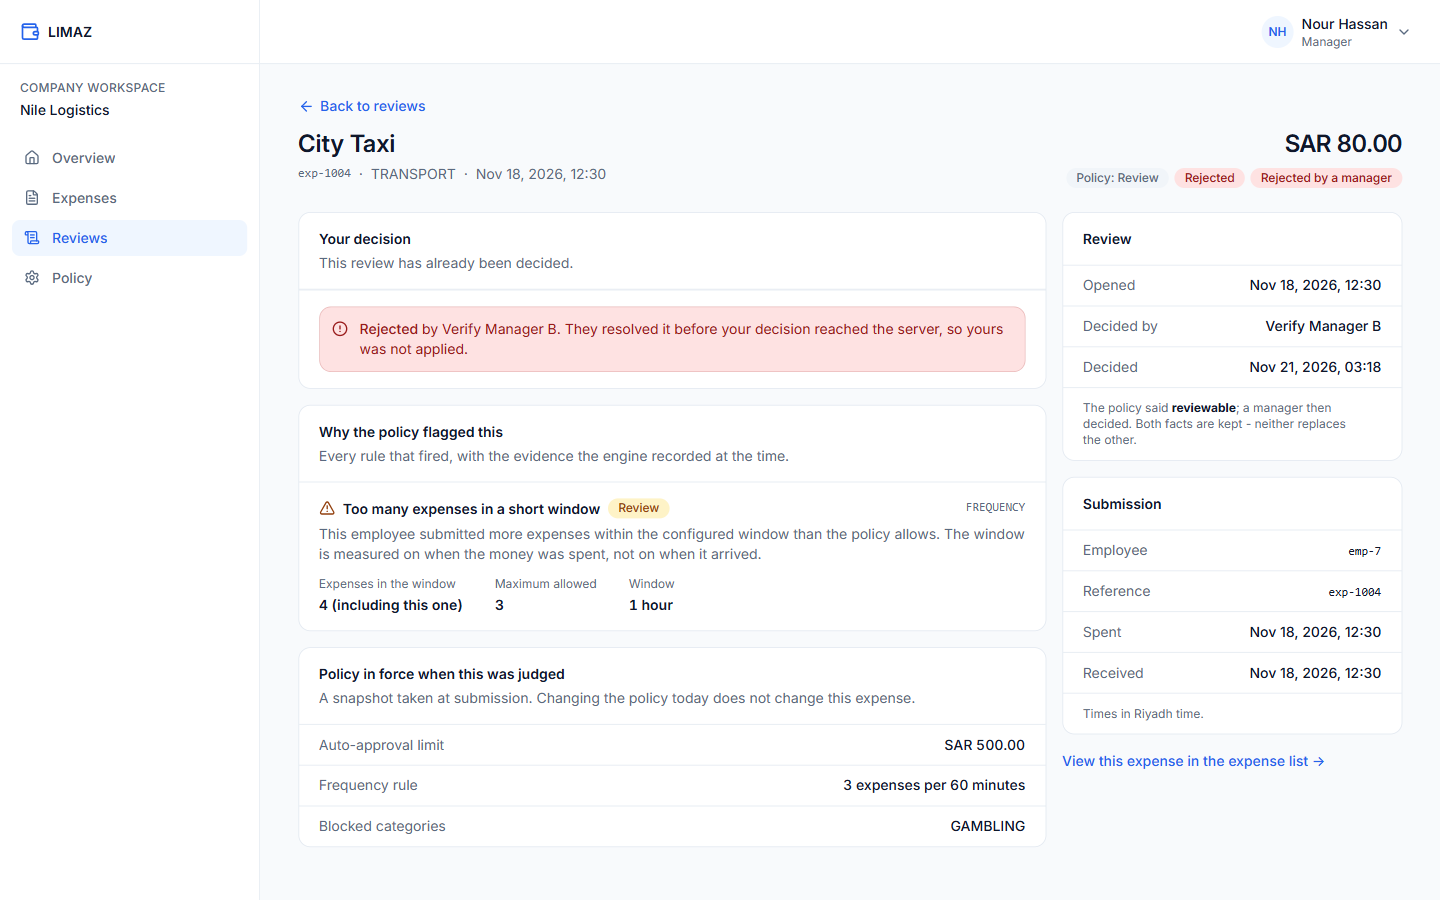 LIMAZ
NH
Nour Hassan
Manager
COMPANY WORKSPACE
Nile Logistics
Overview
Expenses
Reviews
Policy
← Back to reviews
City Taxi
SAR 80.00
exp-1004 · TRANSPORT · Nov 18, 2026, 12:30
Policy: Review
Rejected
Rejected by a manager
Your decision
This review has already been decided.
Rejected by Verify Manager B. They resolved it before your decision reached the server, so yours
was not applied.
Why the policy flagged this
Every rule that fired, with the evidence the engine recorded at the time.
Too many expenses in a short window
Review
FREQUENCY
This employee submitted more expenses within the configured window than the policy allows. The window
is measured on when the money was spent, not on when it arrived.
Expenses in the window
4 (including this one)
Maximum allowed
3
Window
1 hour
Policy in force when this was judged
A snapshot taken at submission. Changing the policy today does not change this expense.
Auto-approval limit SAR 500.00
Frequency rule 3 expenses per 60 minutes
Blocked categories GAMBLING
Review
Opened Nov 18, 2026, 12:30
Decided by Verify Manager B
Decided Nov 21, 2026, 03:18
The policy said reviewable; a manager then
decided. Both facts are kept - neither replaces
the other.
Submission
Employee emp-7
Reference exp-1004
Spent Nov 18, 2026, 12:30
Received Nov 18, 2026, 12:30
Times in Riyadh time.
View this expense in the expense list →